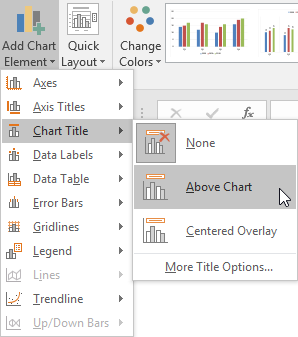 Add Chart Quick Change
Element Layout Colors
Axes
Axis Titles
Chart Title
Data Labels
Data Table
Error Bars
Gridlines
Legend
Lines
Trendline
Up/Down Bars
None
Above Chart
Centered Overlay
More Title Options...
fx